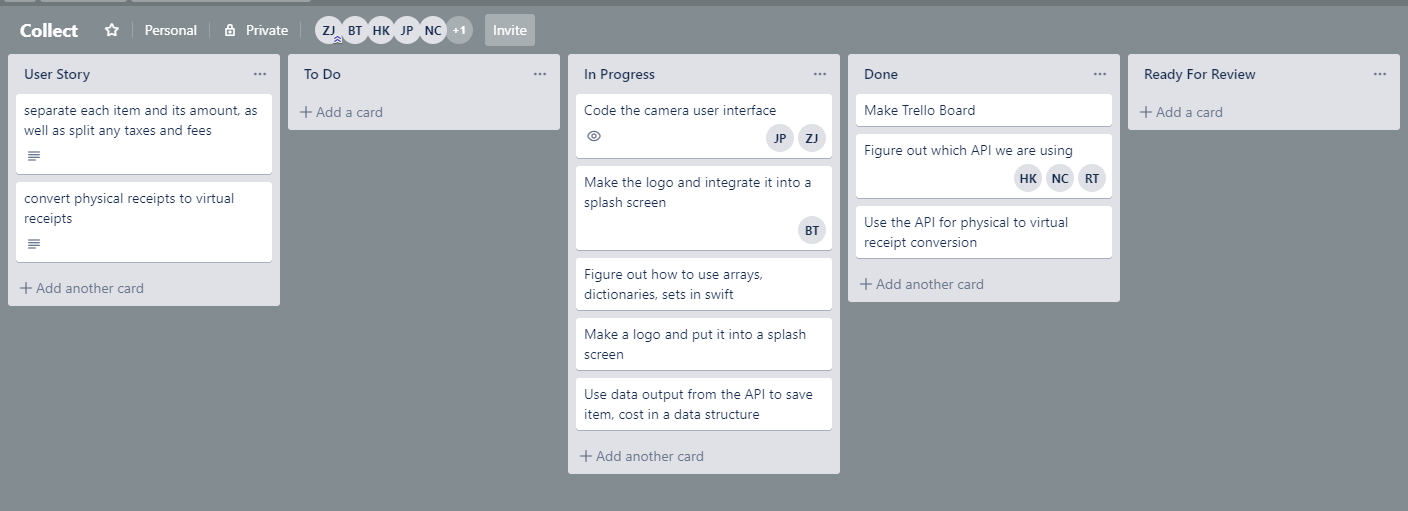 Collect
Personal
Private
ZJ BT HK JP NC +1
Invite
User Story
separate each item and its amount, as
well as split any taxes and fees
convert physical receipts to virtual
receipts
+ Add another card
To Do
+ Add a card
In Progress
Code the camera user interface
JP ZJ
Make the logo and integrate it into a
splash screen
BT
Figure out how to use arrays,
dictionaries, sets in swift
Make a logo and put it into a splash
screen
Use data output from the API to save
item, cost in a data structure
+ Add another card
Done
Make Trello Board
Figure out which API we are using
HK NC RT
Use the API for physical to virtual
receipt conversion
+ Add another card
Ready For Review
+ Add a card